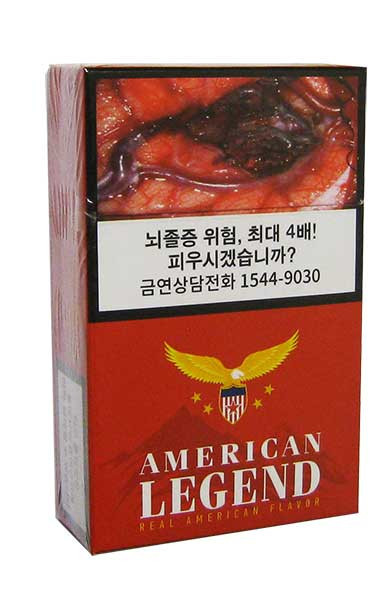 뇌졸증 위험, 최대 4배!
피우시겠습니까?
금연상담전화 1544-9030
AMERICAN
LEGEND
REAL AMERICAN FLAVOR